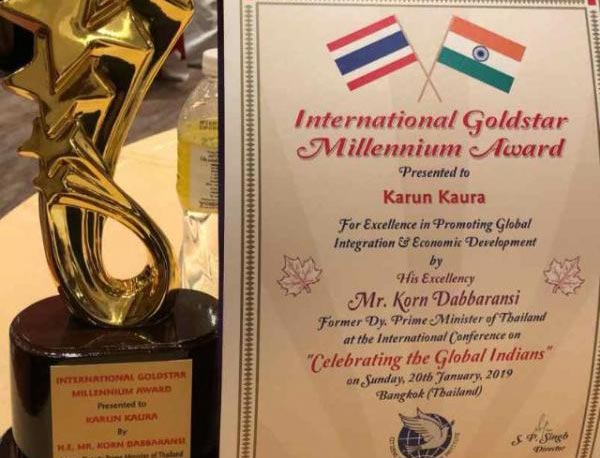 International Goldstar
Millennium Award
Presented to
Karun Kaura
For Excellence in Promoting Global
Integration & Economic Development
by
His Excellency
Mr. Korn Dabbaransi
Former Dy. Prime Minister of Thailand
at the International Conference on
"Celebrating the Global Indians"
on Sunday, 20th January, 2019
Bangkok (Thailand)
S. P. Singh
Director
INTERNATIONAL GOLDSTAR
MILLENNIUM AWARD
Presented to
KARUN KAURA
By
H.E. MR. KORN DABBARANSI
Prime Minister of Thailand